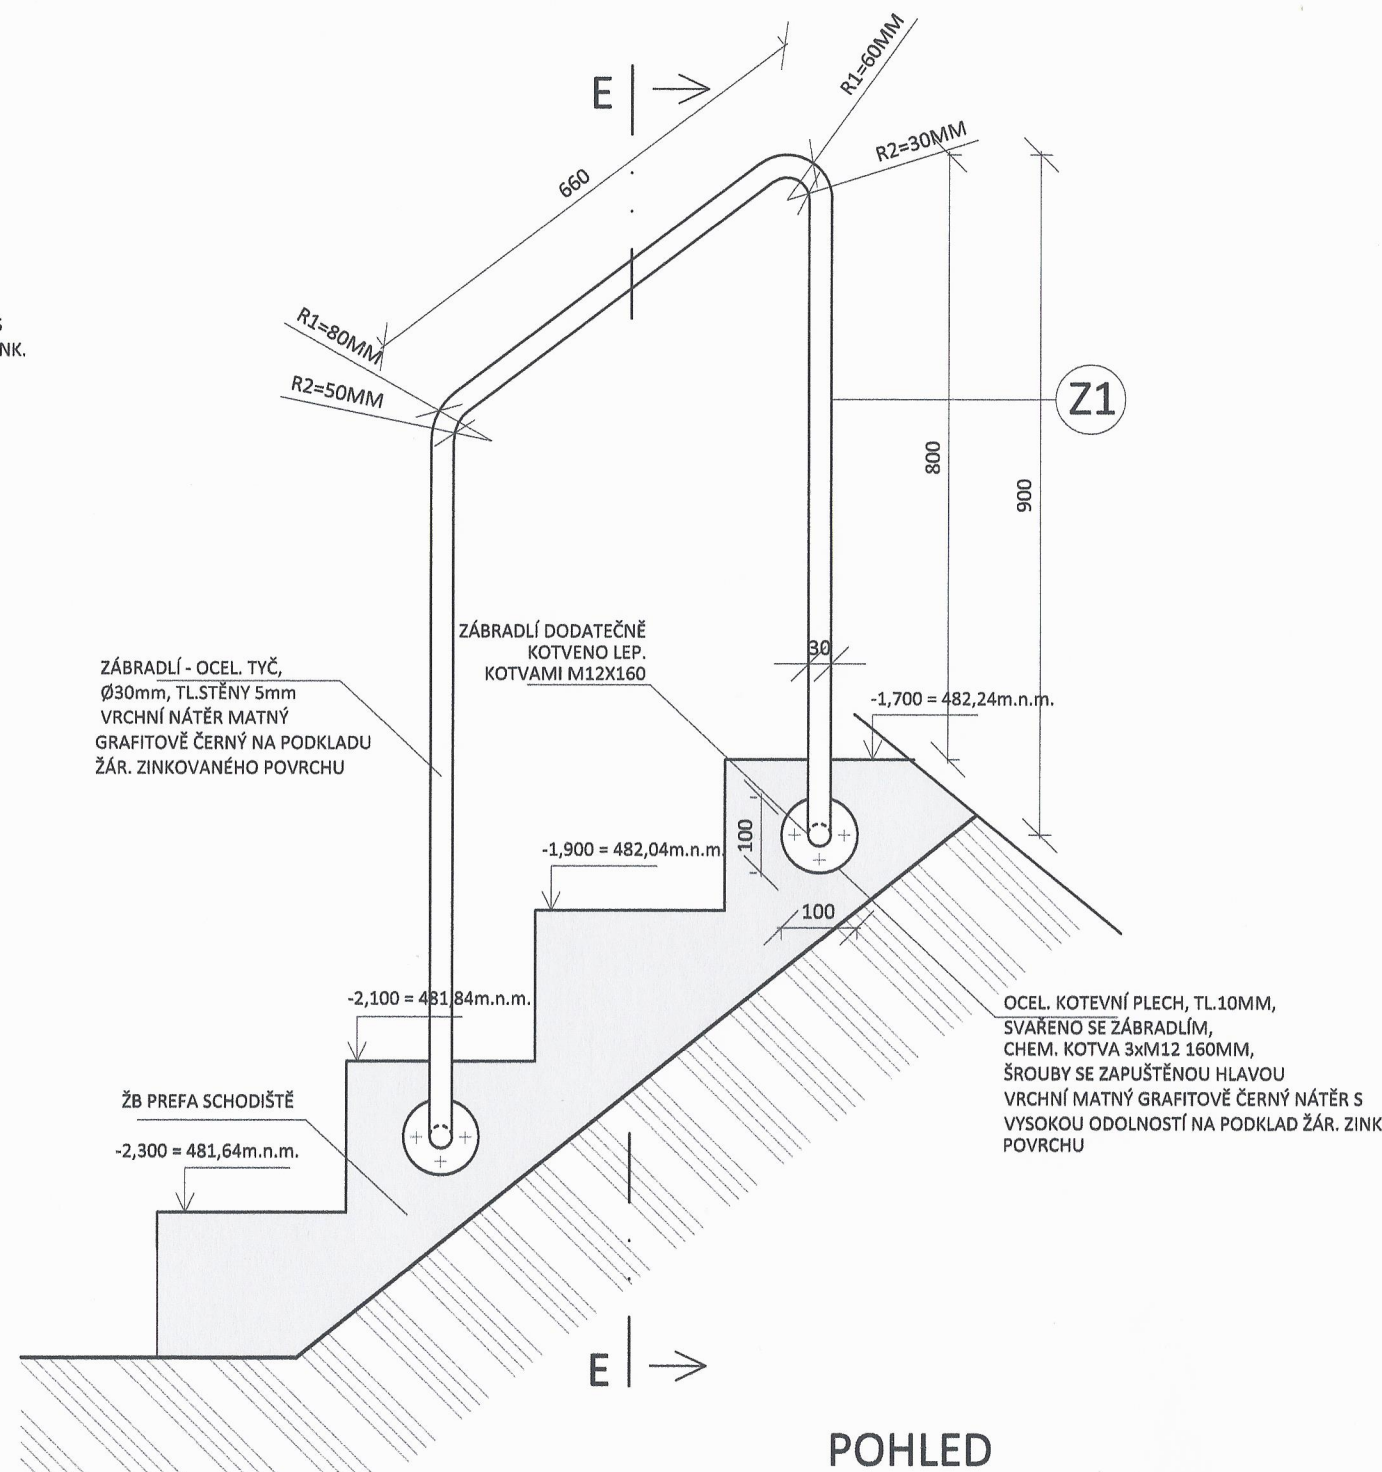 E
R1=60MM
R2=30MM
660
S
NK.
R1=80MM
R2=50MM
Z1
800
900
ZÁBRADLÍ DODATEČNĚ
KOTVENO LEP.
KOTVAMI M12X160
30
ZÁBRADLÍ - OCEL. TYČ,
Ø30mm, TL.STĚNY 5mm
VRCHNÍ NÁTĚR MATNÝ
GRAFITOVĚ ČERNÝ NA PODKLADU
ŽÁR. ZINKOVANÉHO POVRCHU
-1,700 = 482,24m.n.m.
-1,900 = 482,04m.n.m.
100
100
-2,100 = 481,84m.n.m.
OCEL. KOTEVNÍ PLECH, TL.10MM,
SVAŘENO SE ZÁBRADLÍM,
CHEM. KOTVA 3xM12 160MM,
ŠROUBY SE ZAPUŠTĚNOU HLAVOU
VRCHNÍ MATNÝ GRAFITOVĚ ČERNÝ NÁTĚR S
VYSOKOU ODOLNOSTÍ NA PODKLAD ŽÁR. ZINK
POVRCHU
ŽB PREFA SCHODIŠTĚ
-2,300 = 481,64m.n.m.
E
POHLED